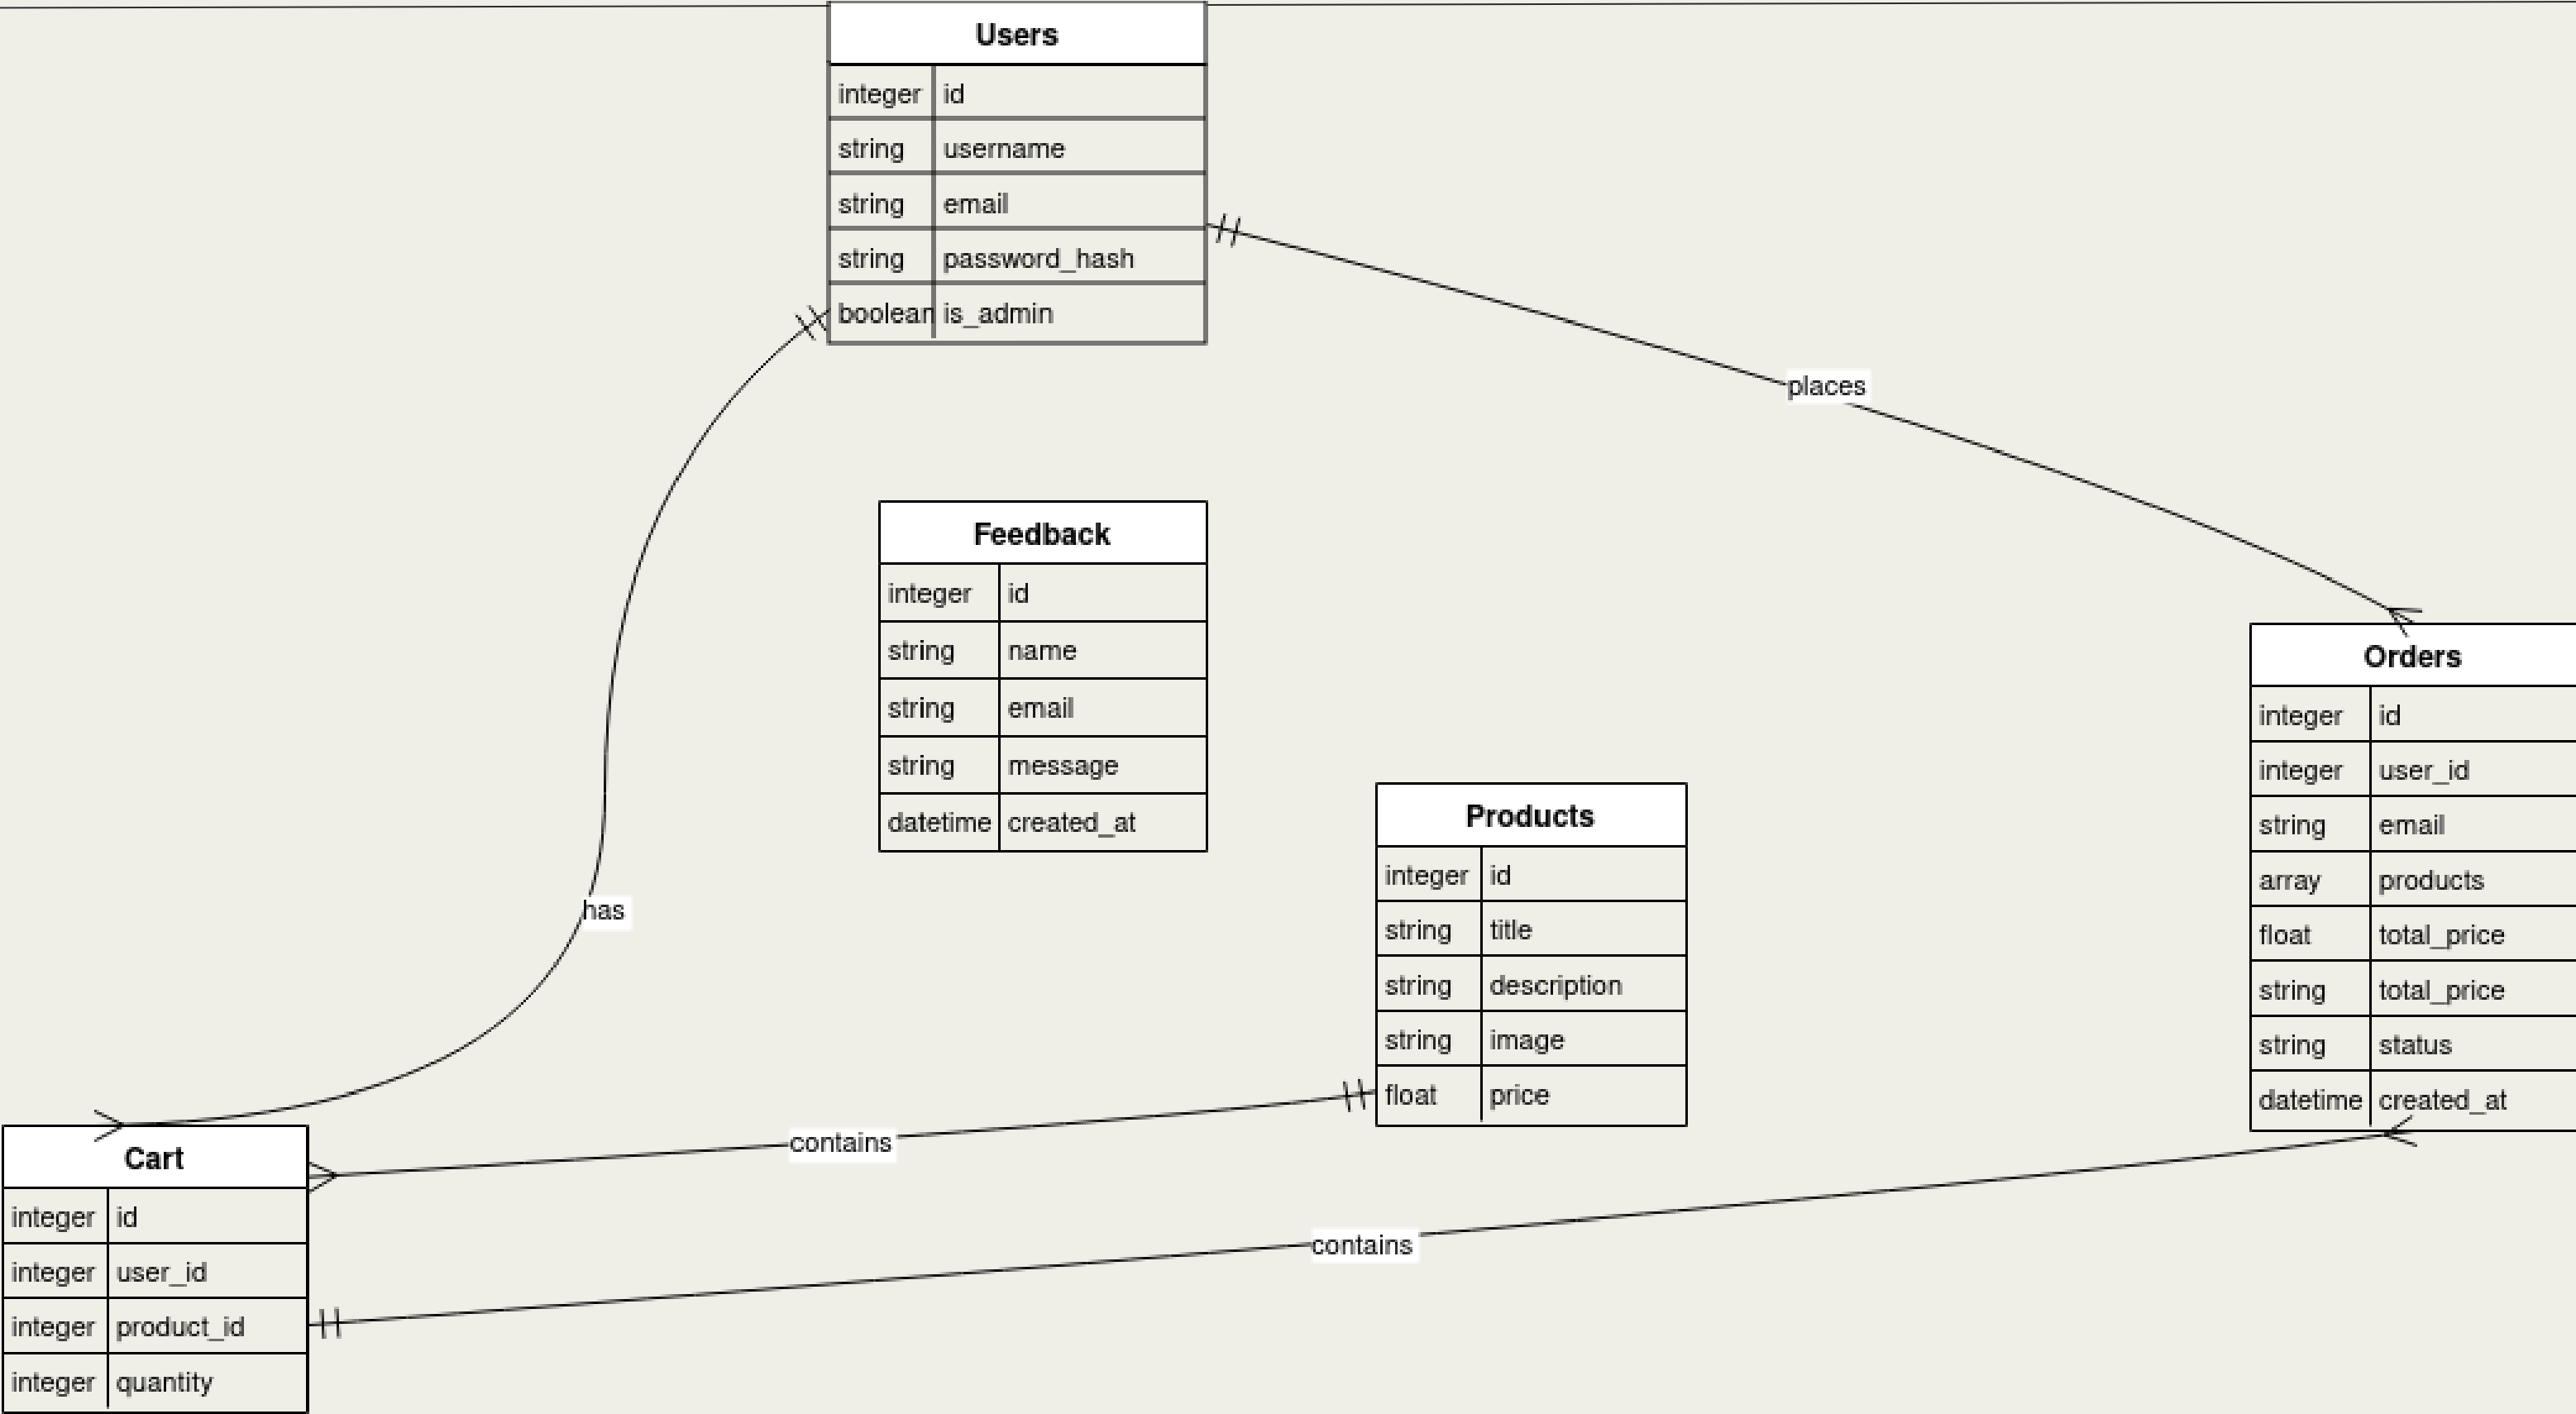 Users
integer id
string username
string email
string password_hash
boolean is_admin
places
Feedback
integer id
string name
string email
string message
datetime created_at
Orders
integer id
integer user_id
string email
array products
float total_price
string total_price
string status
datetime created_at
Products
integer id
string title
string description
string image
float price
has
contains
contains
Cart
integer id
integer user_id
integer product_id
integer quantity